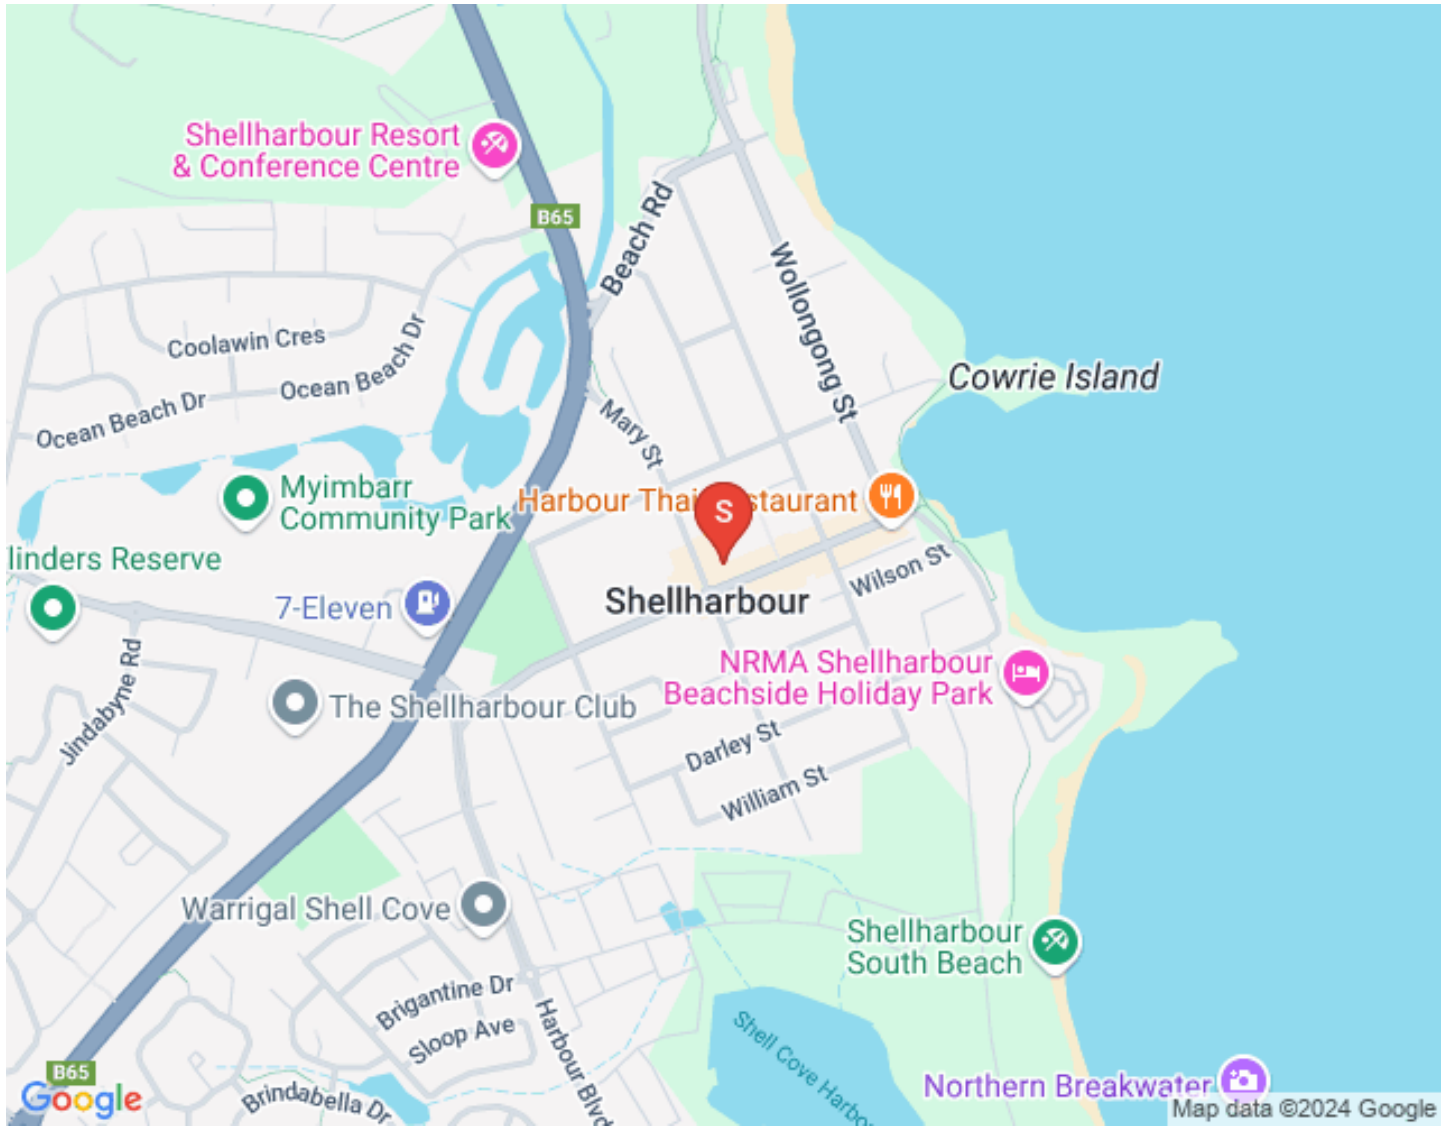 Shellharbour Resort
& Conference Centre
B65
Beach Rd
Wollongong St
Coolawin Cres
Ocean Beach Dr
Ocean Beach Dr
Cowrie Island
Mary St
Myimbarr
Community Park
Harbour Thai
staurant
S
linders Reserve
Wilson St
7-Eleven
Shellharbour
NRMA Shellharbour
Beachside Holiday Park
Jindabyne Rd
The Shellharbour Club
Darley St
William St
Warrigal Shell Cove
Shellharbour
South Beach
Brigantine Dr
Sloop Ave
Harbour Blvd
Shell Cove Harbou
B65
Google
Brindabella Dr
Northern Breakwater
Map data ©2024 Google